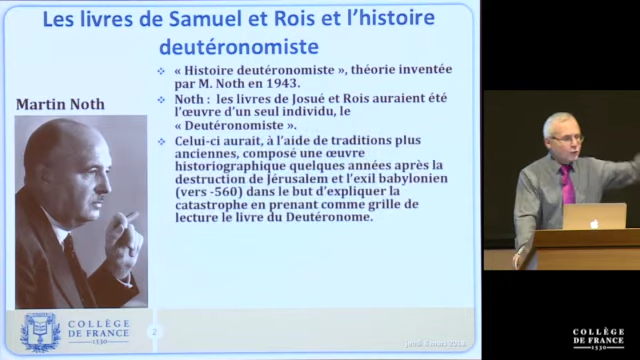 Les livres de Samuel et Rois et l’histoire
deutéronomiste
Martin Noth
« Histoire deutéronomiste », théorie inventée
par M. Noth en 1943.
Noth : les livres de Josué et Rois auraient été
l’œuvre d’un seul individu, le
« Deutéronomiste ».
Celui-ci aurait, à l’aide de traditions plus
anciennes, composé une œuvre
historiographique quelques années après la
destruction de Jérusalem et l’exil babylonien
(vers -560) dans le but d’expliquer la
catastrophe en prenant comme grille de
lecture le livre du Deutéronome.
COLLÈGE
DE FRANCE
1530
2
COLLÈGE
DE FRANCE
1530